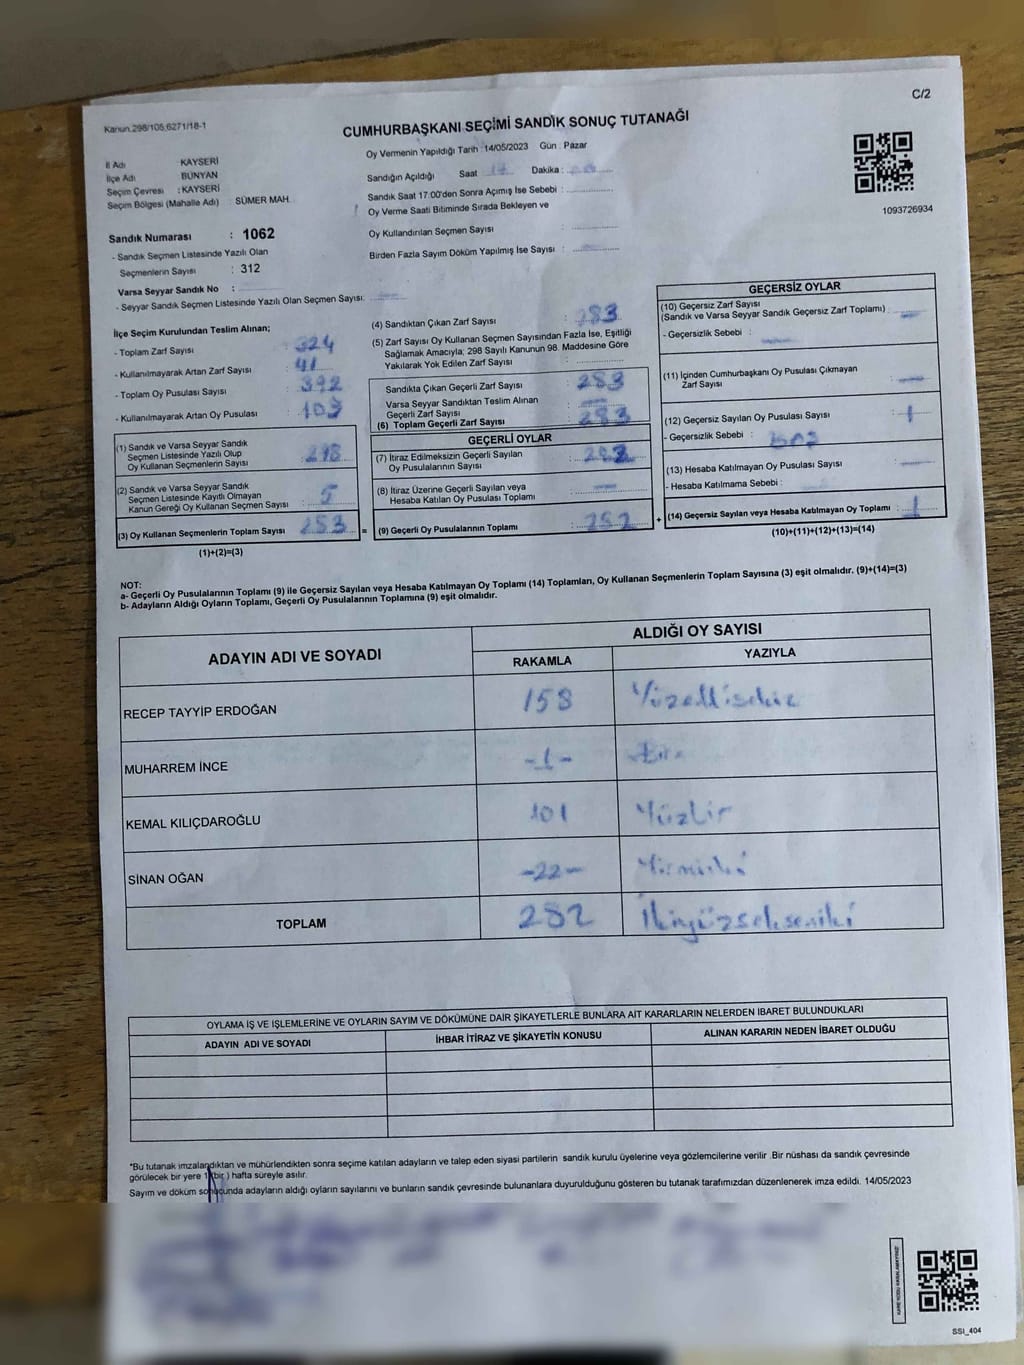 C/2
Kanun.298/105,6271/18-1
CUMHURBAŞKANI SEÇİMİ SANDIK SONUÇ TUTANAĞI
İl Adı : KAYSERİ
İlçe Adı : BÜNYAN
Seçim Çevresi : KAYSERİ
Seçim Bölgesi (Mahalle Adı) : SÜMER MAH.
Oy Vermenin Yapıldığı Tarih : 14/05/2023 Gün : Pazar
Sandığın Açıldığı Saat : 17 Dakika :
Sandık Saat 17:00'den Sonra Açımış İse Sebebi :
Oy Verme Saati Bitiminde Sırada Bekleyen ve
Oy Kullandırılan Seçmen Sayısı :
Birden Fazla Sayım Döküm Yapılmış İse Sayısı :
1093726934
Sandık Numarası : 1062
- Sandık Seçmen Listesinde Yazılı Olan
Seçmenlerin Sayısı : 312
Varsa Seyyar Sandık No :
- Seyyar Sandık Seçmen Listesinde Yazılı Olan Seçmen Sayısı:
İlçe Seçim Kurulundan Teslim Alınan;
- Toplam Zarf Sayısı : 324
- Kullanılmayarak Artan Zarf Sayısı : 41
- Toplam Oy Pusulası Sayısı : 392
- Kullanılmayarak Artan Oy Pusulası : 109
(1) Sandık ve Varsa Seyyar Sandık
Seçmen Listesinde Yazılı Olup
Oy Kullanan Seçmenlerin Sayısı : 278
(2) Sandık ve Varsa Seyyar Sandık
Seçmen Listesinde Kayıtlı Olmayan
Kanun Gereği Oy Kullanan Seçmen Sayısı : 5
(3) Oy Kullanan Seçmenlerin Toplam Sayısı : 283 =
(1)+(2)=(3)
(4) Sandıktan Çıkan Zarf Sayısı : 283
(5) Zarf Sayısı Oy Kullanan Seçmen Sayısından Fazla İse, Eşitliği
Sağlamak Amacıyla; 298 Sayılı Kanunun 98. Maddesine Göre
Yakılarak Yok Edilen Zarf Sayısı :
Sandıkta Çıkan Geçerli Zarf Sayısı : 283
Varsa Seyyar Sandıktan Teslim Alınan
Geçerli Zarf Sayısı :
(6) Toplam Geçerli Zarf Sayısı : 283
GEÇERLİ OYLAR
(7) İtiraz Edilmeksizin Geçerli Sayılan
Oy Pusulalarının Sayısı : 282
(8) İtiraz Üzerine Geçerli Sayılan veya
Hesaba Katılan Oy Pusulası Toplamı :
(9) Geçerli Oy Pusulalarının Toplamı : 282 +
GEÇERSİZ OYLAR
(10) Geçersiz Zarf Sayısı
(Sandık ve Varsa Seyyar Sandık Geçersiz Zarf Toplamı) :
- Geçersizlik Sebebi :
(11) İçinden Cumhurbaşkanı Oy Pusulası Çıkmayan
Zarf Sayısı :
(12) Geçersiz Sayılan Oy Pusulası Sayısı : 1
- Geçersizlik Sebebi :
(13) Hesaba Katılmayan Oy Pusulası Sayısı :
- Hesaba Katılmama Sebebi :
(14) Geçersiz Sayılan veya Hesaba Katılmayan Oy Toplamı : 1
(10)+(11)+(12)+(13)=(14)
NOT:
a- Geçerli Oy Pusulalarının Toplamı (9) ile Geçersiz Sayılan veya Hesaba Katılmayan Oy Toplamı (14) Toplamları, Oy Kullanan Seçmenlerin Toplam Sayısına (3) eşit olmalıdır. (9)+(14)=(3)
b- Adayların Aldığı Oyların Toplamı, Geçerli Oy Pusulalarının Toplamına (9) eşit olmalıdır.
ADAYIN ADI VE SOYADI ALDIĞI OY SAYISI
RAKAMLA YAZIYLA
RECEP TAYYİP ERDOĞAN 158 Yüzellisekiz
MUHARREM İNCE -1- Bir
KEMAL KILIÇDAROĞLU 101 Yüzbir
SİNAN OĞAN -22- Yirmiiki
TOPLAM 282 İkiyüzsekseniki
OYLAMA İŞ VE İŞLEMLERİNE VE OYLARIN SAYIM VE DÖKÜMÜNE DAİR ŞİKAYETLERLE BUNLARA AİT KARARLARIN NELERDEN İBARET BULUNDUKLARI
ADAYIN ADI VE SOYADI İHBAR İTİRAZ VE ŞİKAYETİN KONUSU ALINAN KARARIN NEDEN İBARET OLDUĞU
*Bu tutanak imzalandıktan ve mühürlendikten sonra seçime katılan adayların ve talep eden siyasi partilerin sandık kurulu üyelerine veya gözlemcilerine verilir .Bir nüshası da sandık çevresinde
görülecek bir yere 1 (bir ) hafta süreyle asılır.
Sayım ve döküm sonucunda adayların aldığı oyların sayılarını ve bunların sandık çevresinde bulunanlara duyurulduğunu gösteren bu tutanak tarafımızdan düzenlenerek imza edildi. 14/05/2023
SSI_404